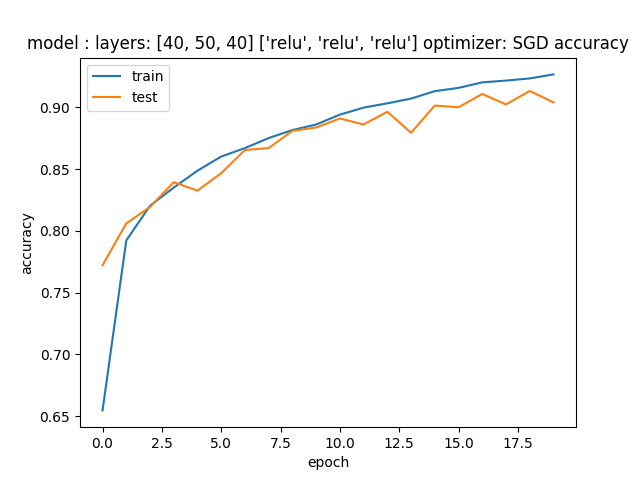 model : layers: [40, 50, 40] ['relu', 'relu', 'relu'] optimizer: SGD accuracy
train
test
accuracy
0.90
0.85
0.80
0.75
0.70
0.65
0.0 2.5 5.0 7.5 10.0 12.5 15.0 17.5
epoch